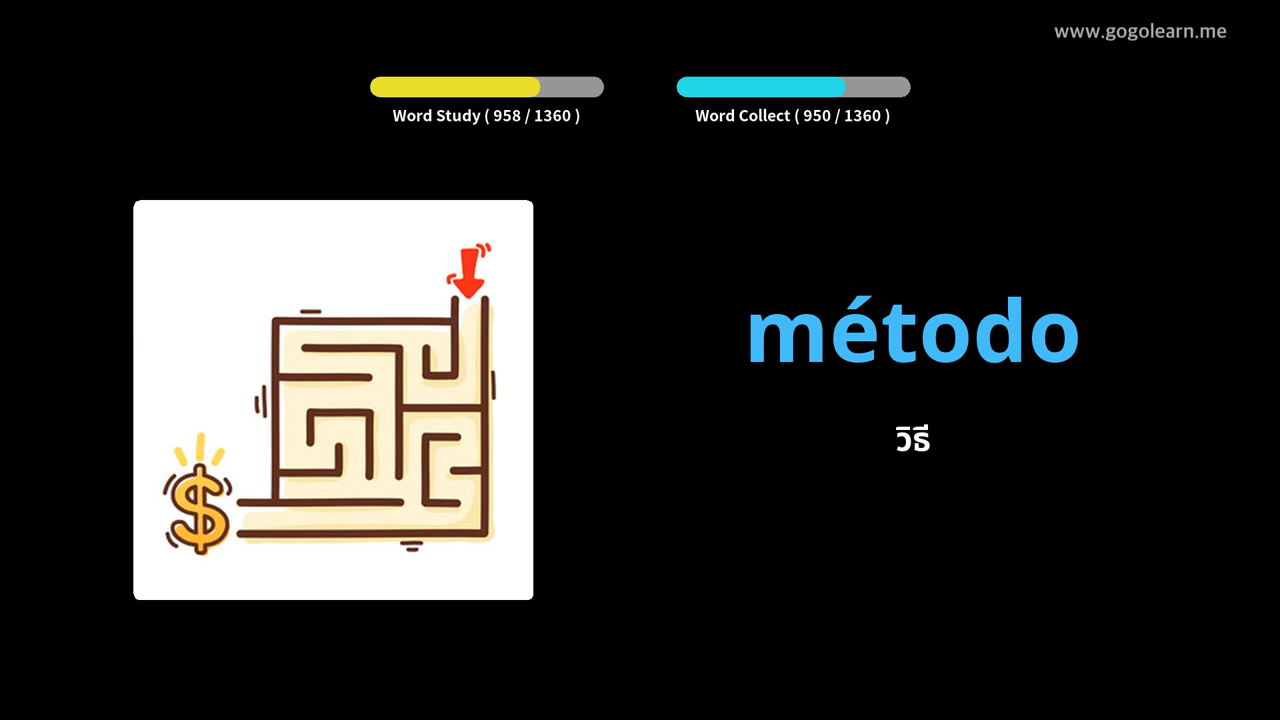 www.gogolearn.me
Word Study ( 958 / 1360 )
Word Collect ( 950 / 1360 )
$
método
วิธี